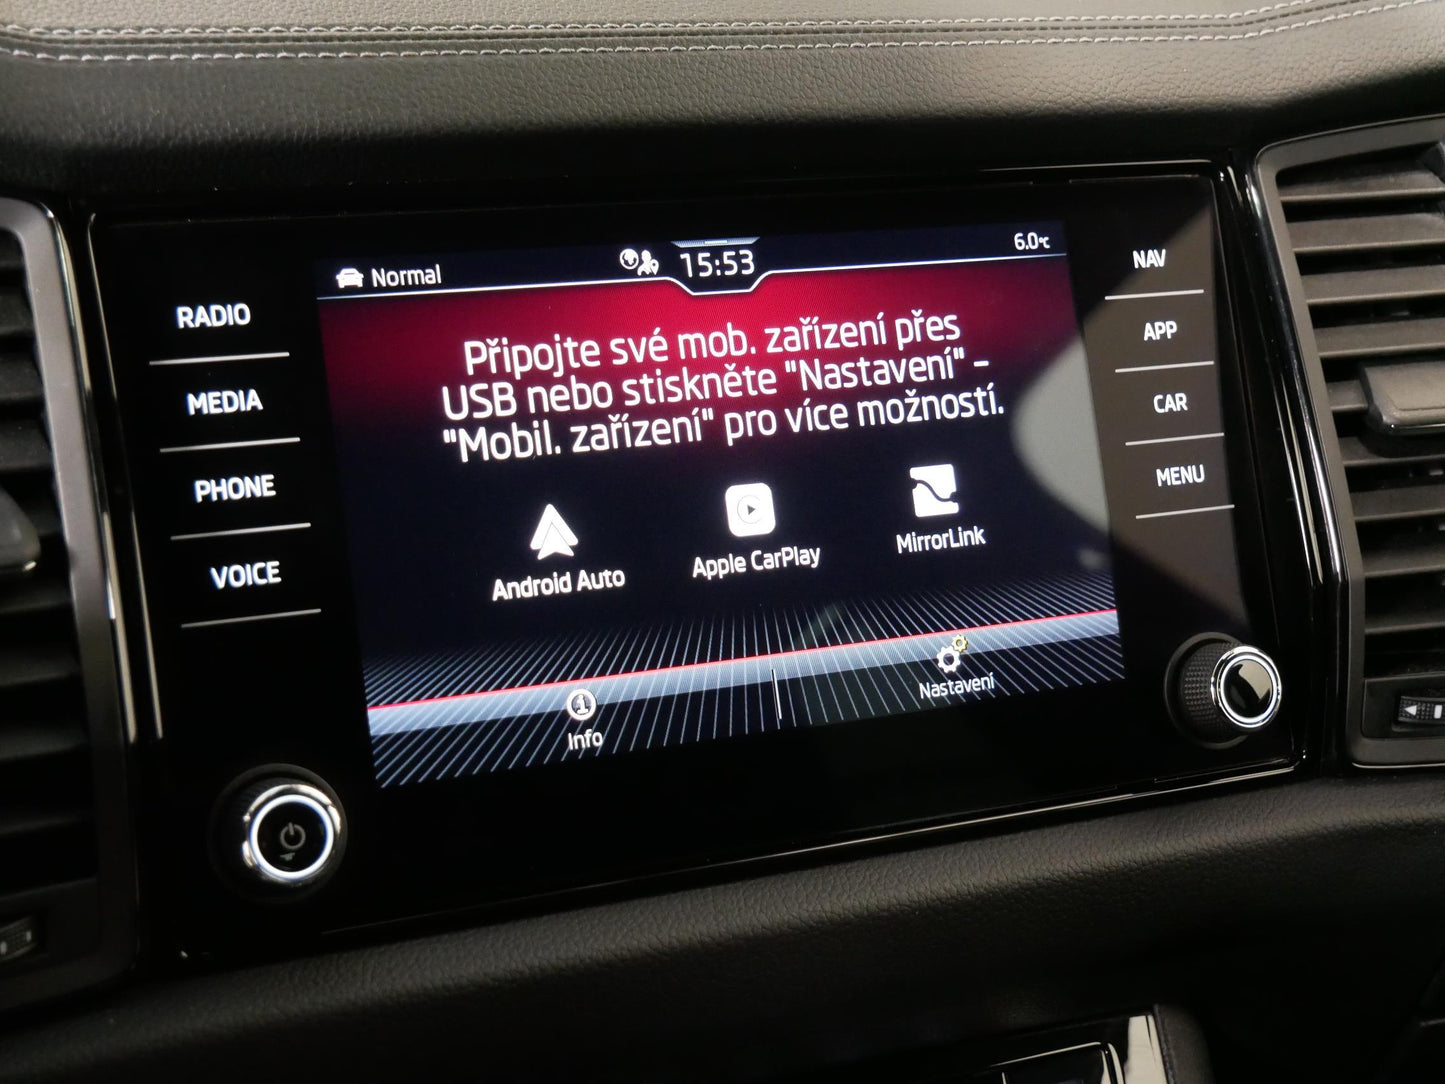 Normal
15:53
6.0°C
RADIO
MEDIA
PHONE
VOICE
Připojte své mob. zařízení přes
USB nebo stiskněte "Nastavení" -
"Mobil. zařízení" pro více možností.
Android Auto
Apple CarPlay
MirrorLink
Info
Nastavení
NAV
APP
CAR
MENU